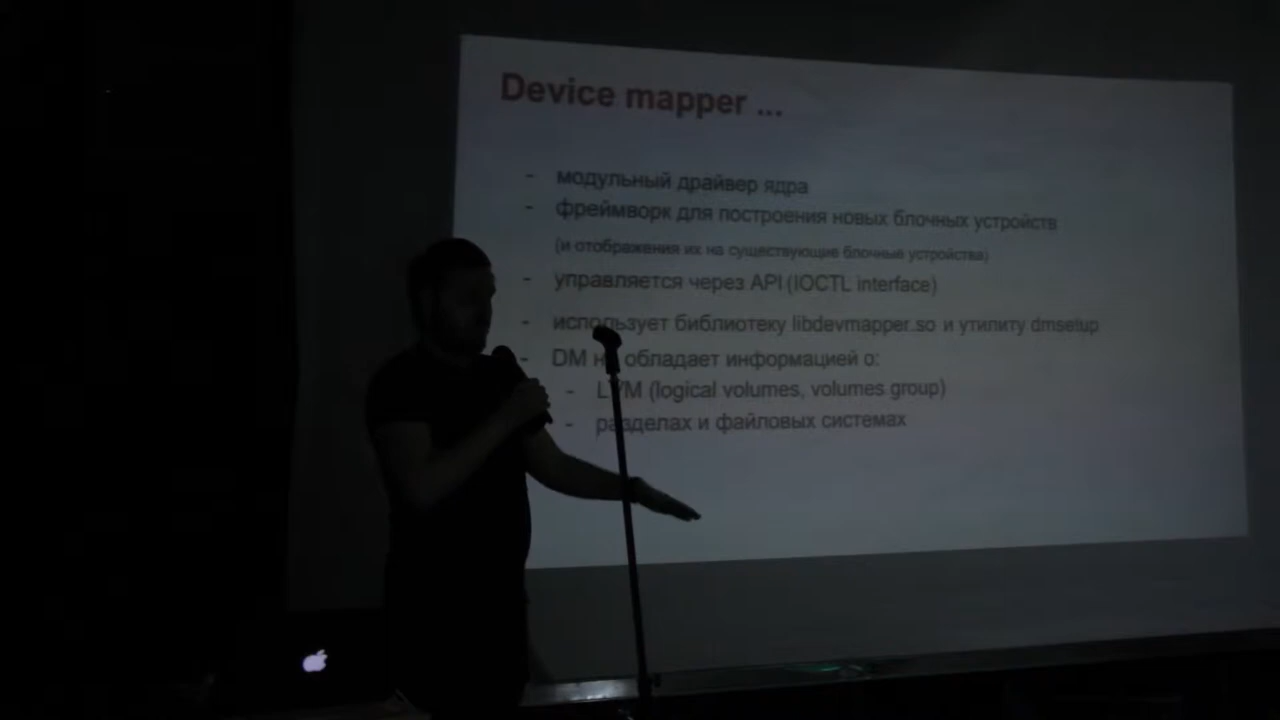 Device mapper ...
- модульный драйвер ядра
- фреймворк для построения новых блочных устройств
(и отображения их на существующие блочные устройства)
- управляется через API (IOCTL interface)
- использует библиотеку libdevmapper.so и утилиту dmsetup
- DM не обладает информацией о:
- LVM (logical volumes, volumes group)
- разделах и файловых системах